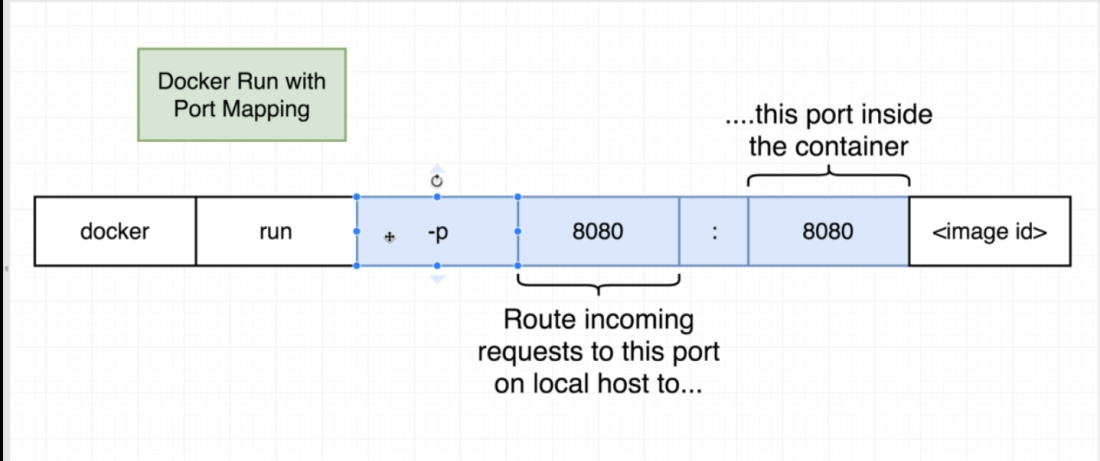 Docker Run with
Port Mapping
....this port inside
the container
docker run -p 8080 : 8080 <image id>
Route incoming
requests to this port
on local host to...